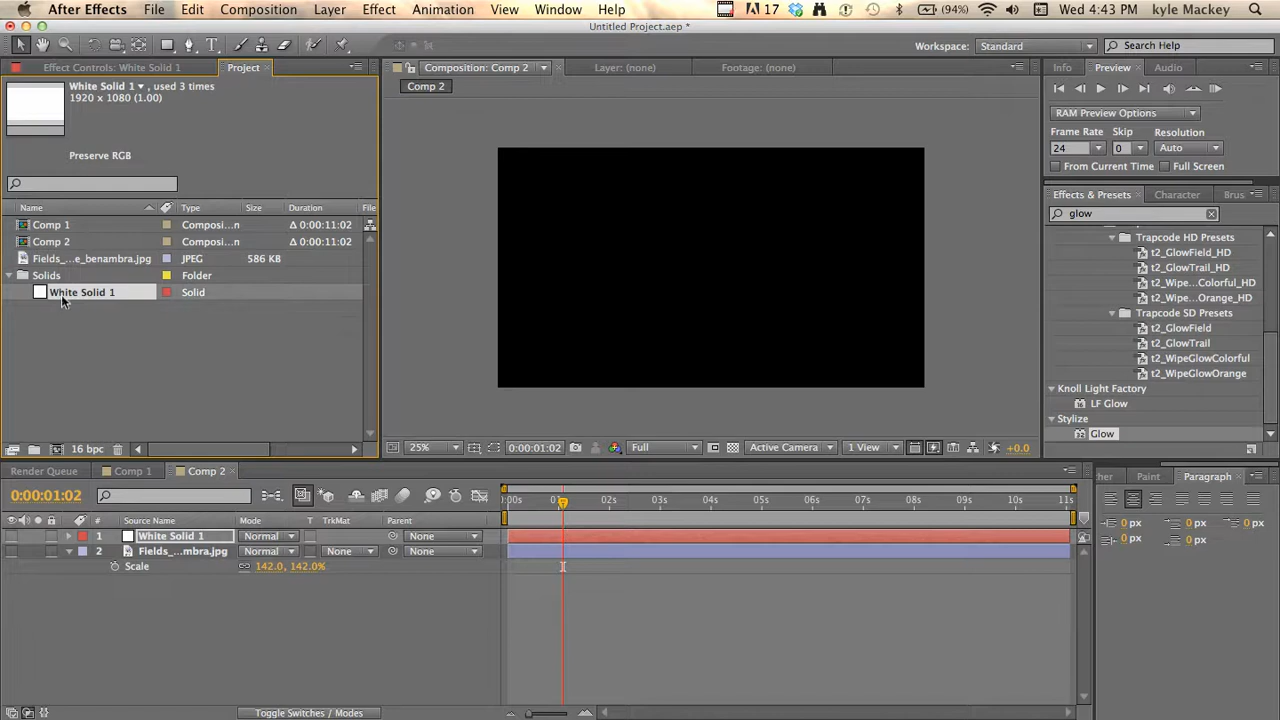 After Effects File Edit Composition Layer Effect Animation View Window Help 17 (94%) Wed 4:43 PM kyle Mackey
Untitled Project.aep *
Workspace: Standard Search Help
Effect Controls: White Solid 1 Project
Composition: Comp 2 Layer: (none) Footage: (none)
Info Preview Audio
White Solid 1 , used 3 times
1920 x 1080 (1.00)
Comp 2
RAM Preview Options
Frame Rate Skip Resolution
24 0 Auto
Preserve RGB
From Current Time Full Screen
Effects & Presets Character Brus
Name Type Size Duration File
glow
Comp 1 Composi...n Δ 0:00:11:02
Comp 2 Composi...n Δ 0:00:11:02
Fields_...e_benambra.jpg JPEG 586 KB
Solids Folder
White Solid 1 Solid
Trapcode HD Presets
t2_GlowField_HD
t2_GlowTrail_HD
t2_Wipe...Colorful_HD
t2_Wipe...Orange_HD
Trapcode SD Presets
t2_GlowField
t2_GlowTrail
t2_WipeGlowColorful
t2_WipeGlowOrange
Knoll Light Factory
LF Glow
Stylize
Glow
16 bpc
25% 0:00:01:02 Full Active Camera 1 View +0.0
Render Queue Comp 1 Comp 2
cher Paint Paragraph
0:00:01:02
:00s 01s 02s 03s 04s 05s 06s 07s 08s 09s 10s 11s
# Source Name Mode T TrkMat Parent
1 White Solid 1 Normal None
2 Fields_...mbra.jpg Normal None None
Scale 142.0, 142.0%
0 px 0 px 0 px
0 px 0 px
Toggle Switches / Modes